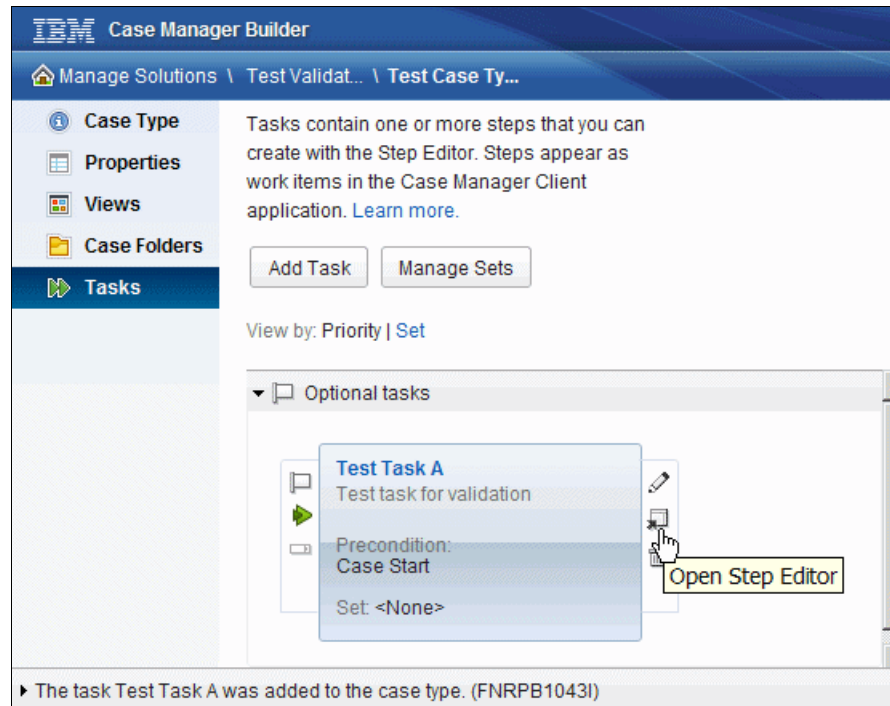 IBM Case Manager Builder
Manage Solutions \ Test Validat... \ Test Case Ty...
Case Type
Properties
Views
Case Folders
Tasks
Tasks contain one or more steps that you can
create with the Step Editor. Steps appear as
work items in the Case Manager Client
application. Learn more.
Add Task
Manage Sets
View by: Priority | Set
Optional tasks
Test Task A
Test task for validation
Precondition:
Case Start
Set: <None>
Open Step Editor
The task Test Task A was added to the case type. (FNRPB1043I)